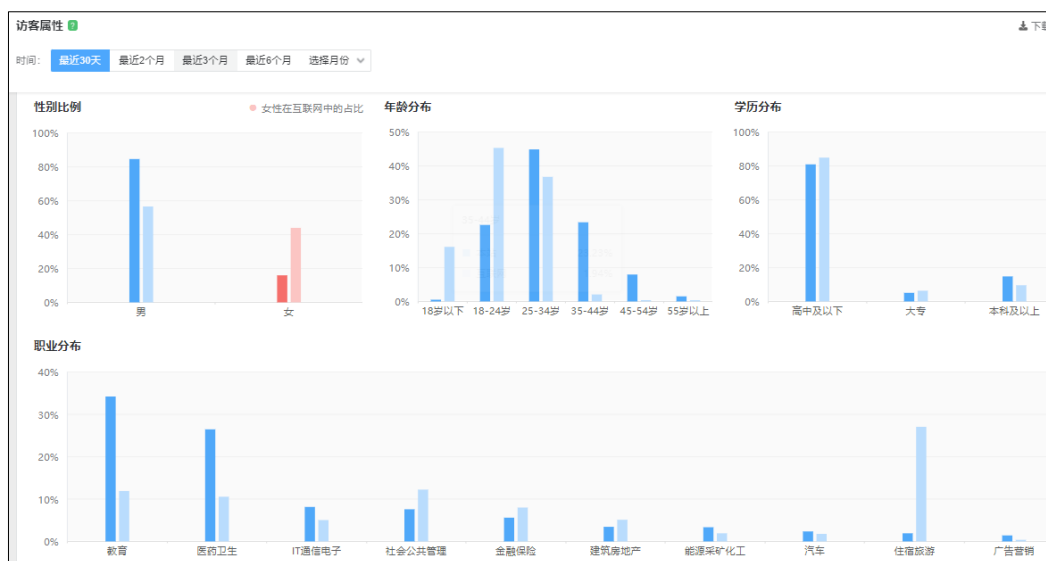 访客属性 ?
下载
时间: 最近30天 最近2个月 最近3个月 最近6个月 选择月份
性别比例
女性在互联网中的占比
100%
80%
60%
40%
20%
0%
男 女
年龄分布
50%
40%
30%
20%
10%
0%
18岁以下 18-24岁 25-34岁 35-44岁 45-54岁 55岁以上
学历分布
100%
80%
60%
40%
20%
0%
高中及以下 大专 本科及以上
职业分布
40%
30%
20%
10%
0%
教育 医药卫生 IT通信电子 社会公共管理 金融保险 建筑房地产 能源采矿化工 汽车 住宿旅游 广告营销